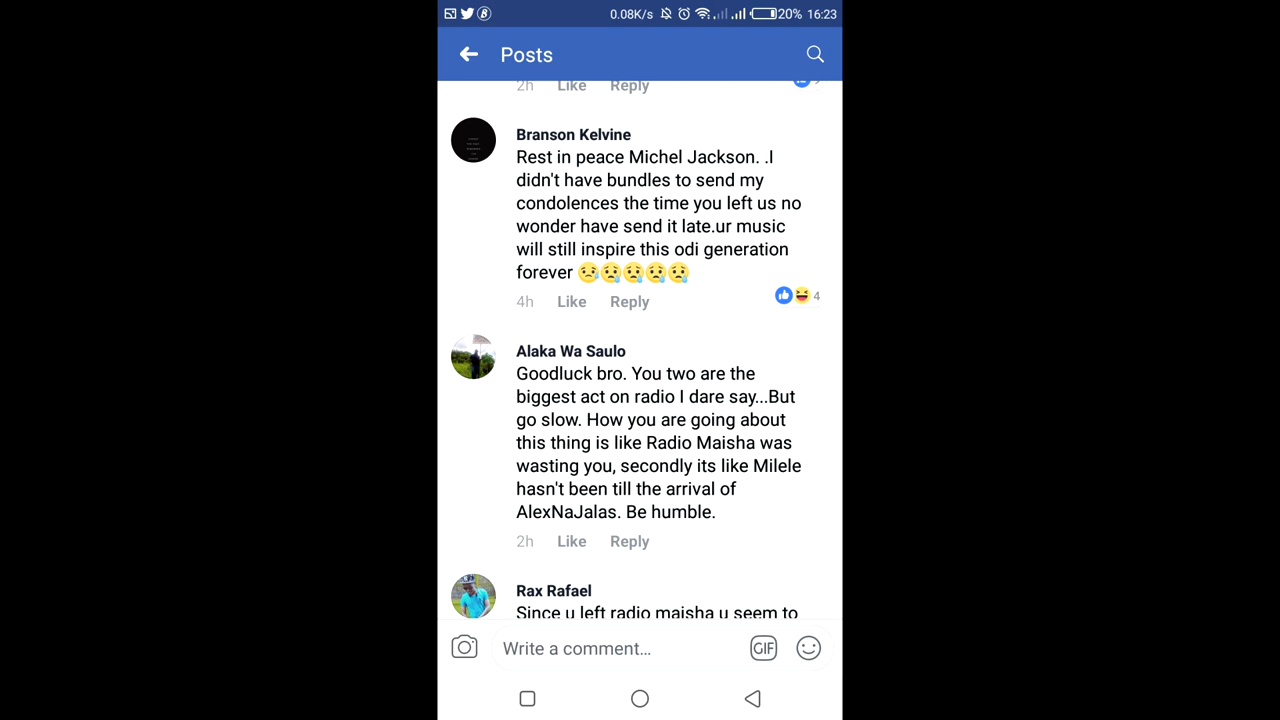 0.08K/s 20% 16:23
Posts
2h Like Reply
Branson Kelvine
Rest in peace Michel Jackson. .I
didn't have bundles to send my
condolences the time you left us no
wonder have send it late.ur music
will still inspire this odi generation
forever 😢😢😢😢😢
4h Like Reply 4
Alaka Wa Saulo
Goodluck bro. You two are the
biggest act on radio I dare say...But
go slow. How you are going about
this thing is like Radio Maisha was
wasting you, secondly its like Milele
hasn't been till the arrival of
AlexNaJalas. Be humble.
2h Like Reply
Rax Rafael
Since u left radio maisha u seem to
Write a comment... GIF